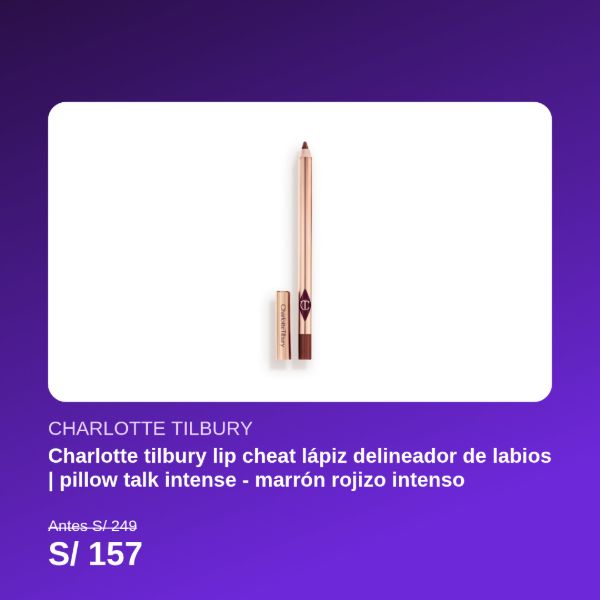 CharlotteTilbury
CHARLOTTE TILBURY
Charlotte tilbury lip cheat lápiz delineador de labios
| pillow talk intense - marrón rojizo intenso
Antes S/ 249
S/ 157